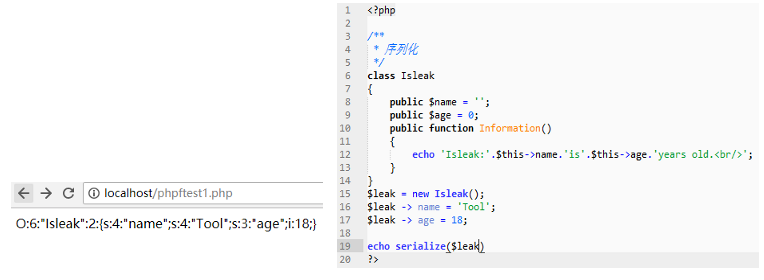 localhost/phpftest1.php
O:6:"Isleak":2:{s:4:"name";s:4:"Tool";s:3:"age";i:18;}
1 <?php
2
3 /**
4  * 序列化
5  */
6 class Isleak
7 {
8     public $name = '';
9     public $age = 0;
10     public function Information()
11     {
12         echo 'Isleak:'.$this->name.'is'.$this->age.'years old.<br/>';
13     }
14 }
15 $leak = new Isleak();
16 $leak -> name = 'Tool';
17 $leak -> age = 18;
18
19 echo serialize($leak)
20 ?>